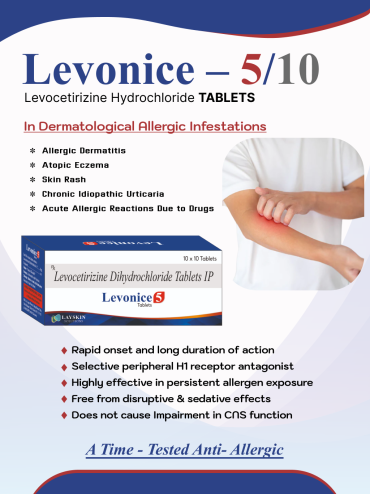 Levonice – 5/10
Levocetirizine Hydrochloride TABLETS
In Dermatological Allergic Infestations
* Allergic Dermatitis
* Atopic Eczema
* Skin Rash
* Chronic Idiopathic Urticaria
* Acute Allergic Reactions Due to Drugs
Levonice
10 x 10 Tablets
Levocetirizine Dihydrochloride Tablets IP
Levonice 5
Tablets
LAYSKIN
♦ Rapid onset and long duration of action
♦ Selective peripheral H1 receptor antagonist
♦ Highly effective in persistent allergen exposure
♦ Free from disruptive & sedative effects
♦ Does not cause Impairment in CNS function
A Time - Tested Anti- Allergic